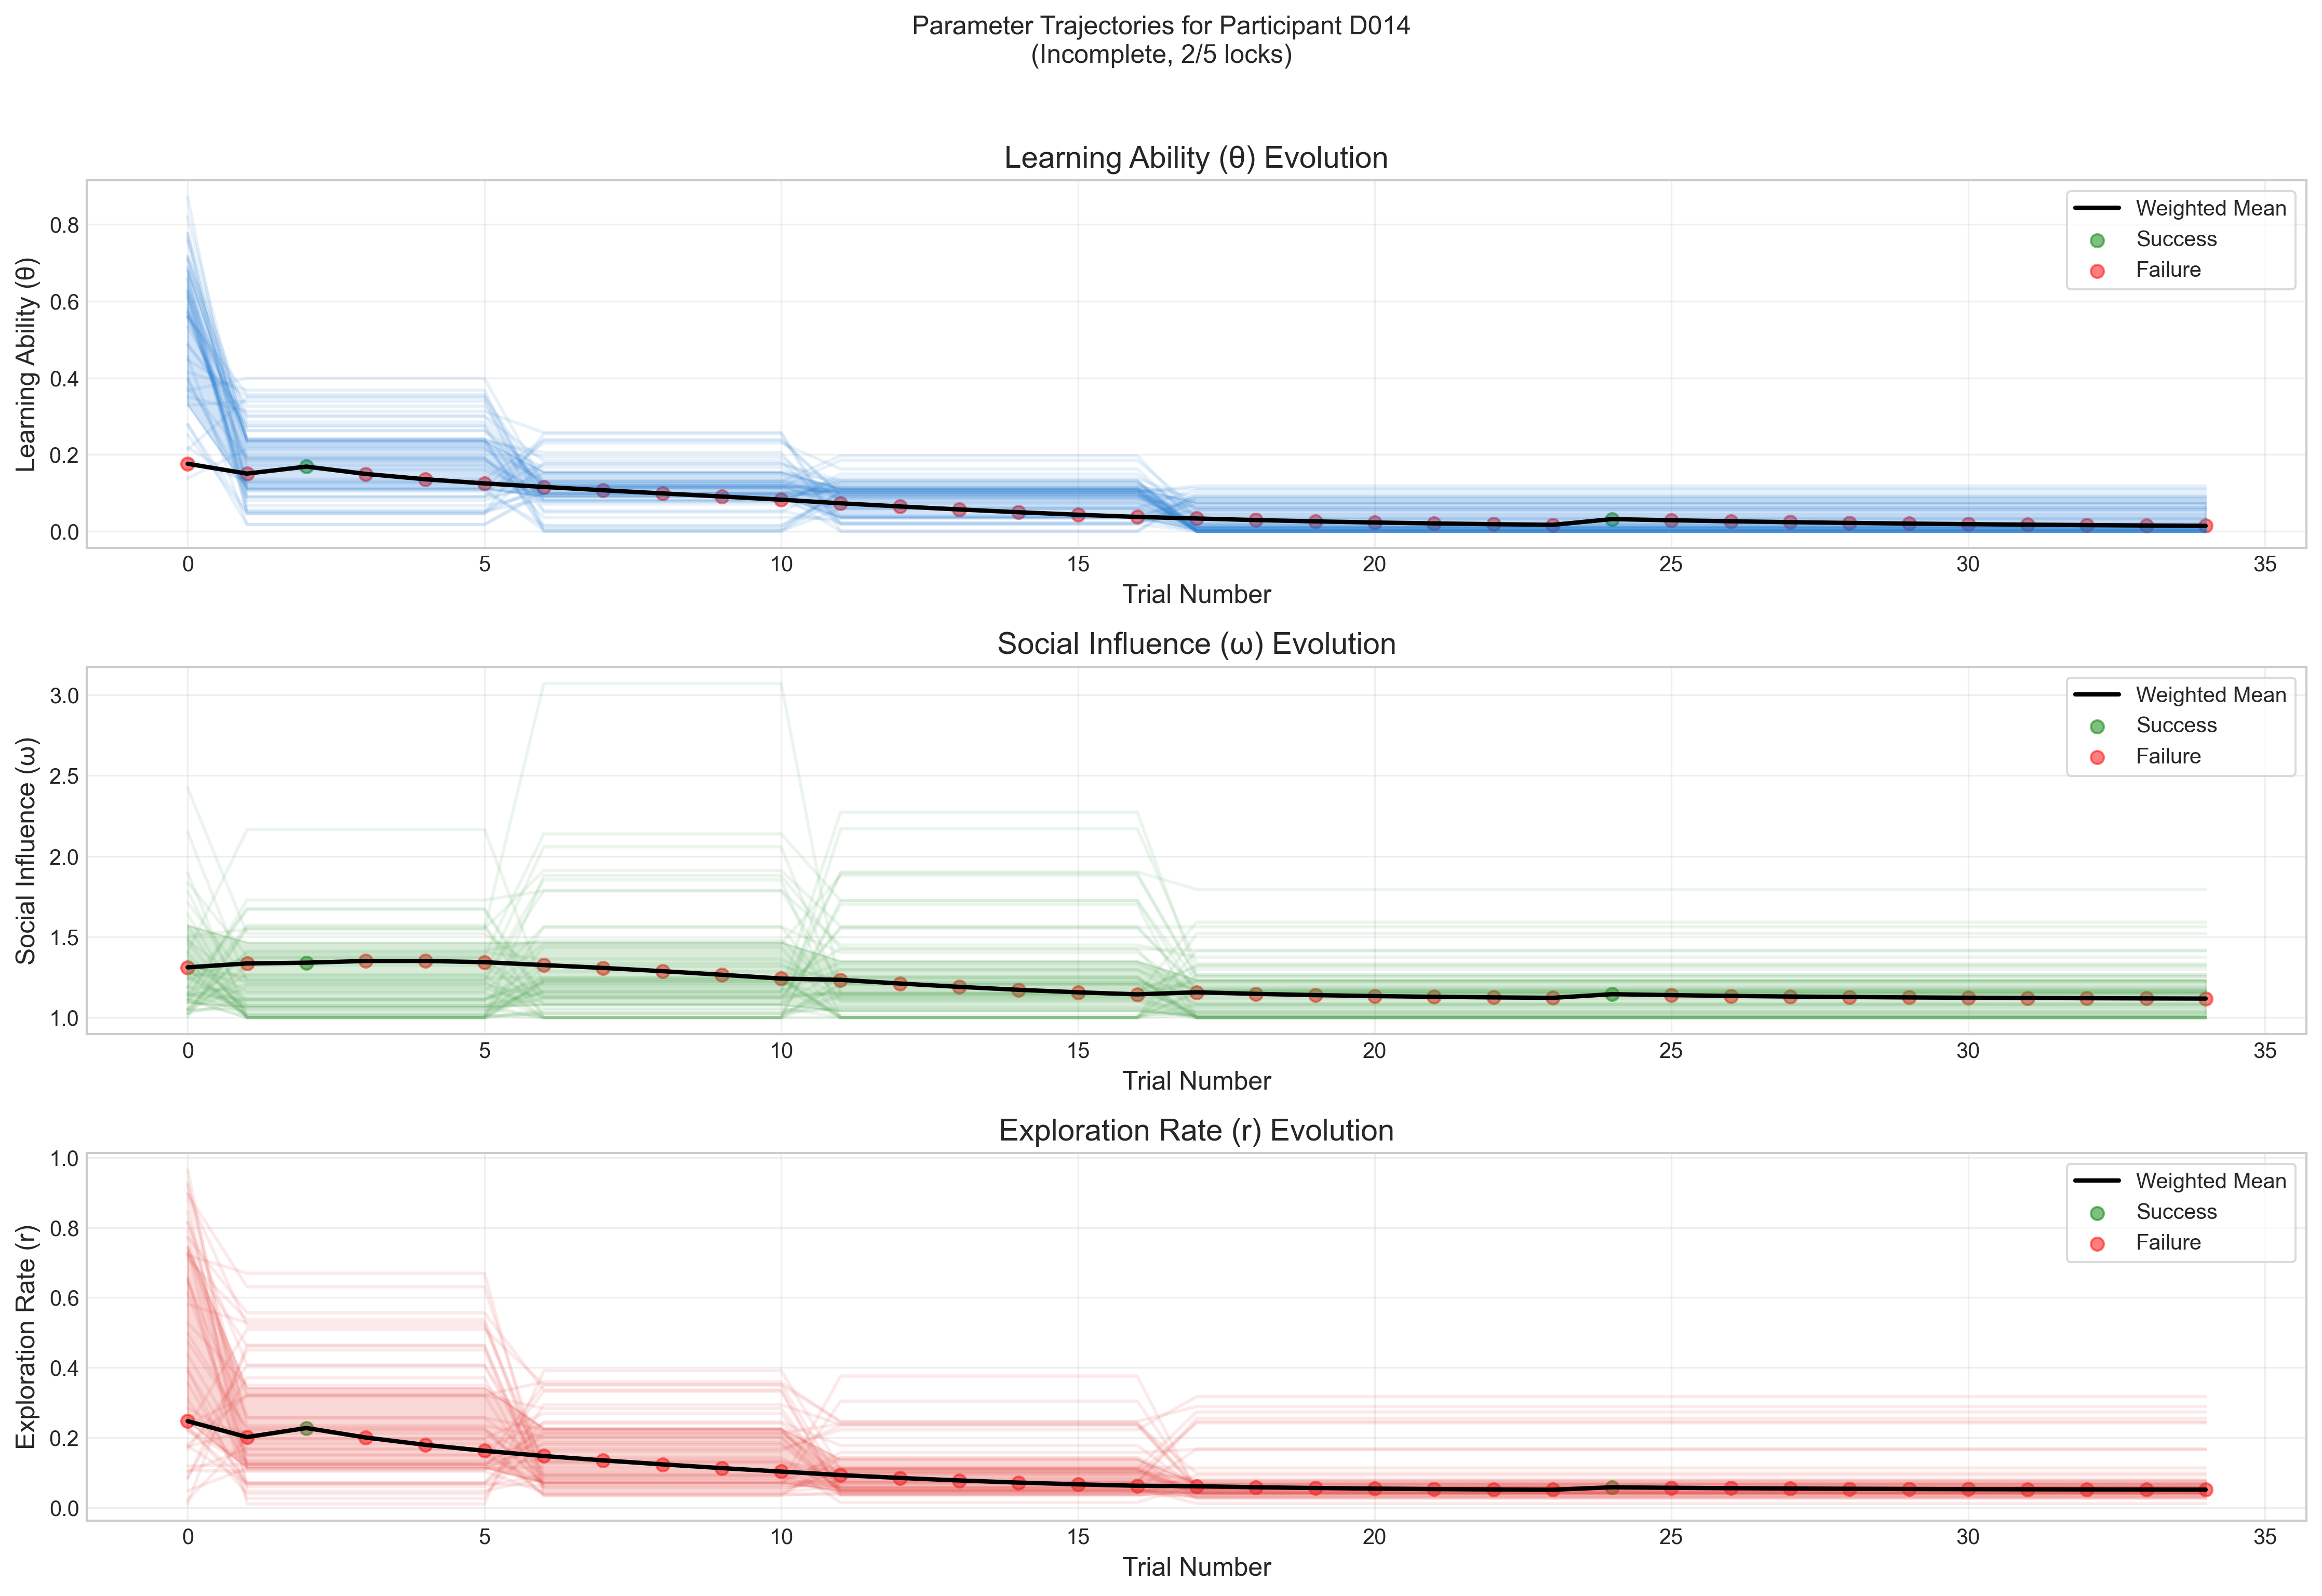 Parameter Trajectories for Participant D014
(Incomplete, 2/5 locks)
Learning Ability (θ) Evolution
Learning Ability (θ)
0.8
0.6
0.4
0.2
0.0
Weighted Mean
Success
Failure
0 5 10 15 20 25 30 35
Trial Number
Social Influence (ω) Evolution
Social Influence (ω)
3.0
2.5
2.0
1.5
1.0
Weighted Mean
Success
Failure
0 5 10 15 20 25 30 35
Trial Number
Exploration Rate (r) Evolution
Exploration Rate (r)
1.0
0.8
0.6
0.4
0.2
0.0
Weighted Mean
Success
Failure
0 5 10 15 20 25 30 35
Trial Number